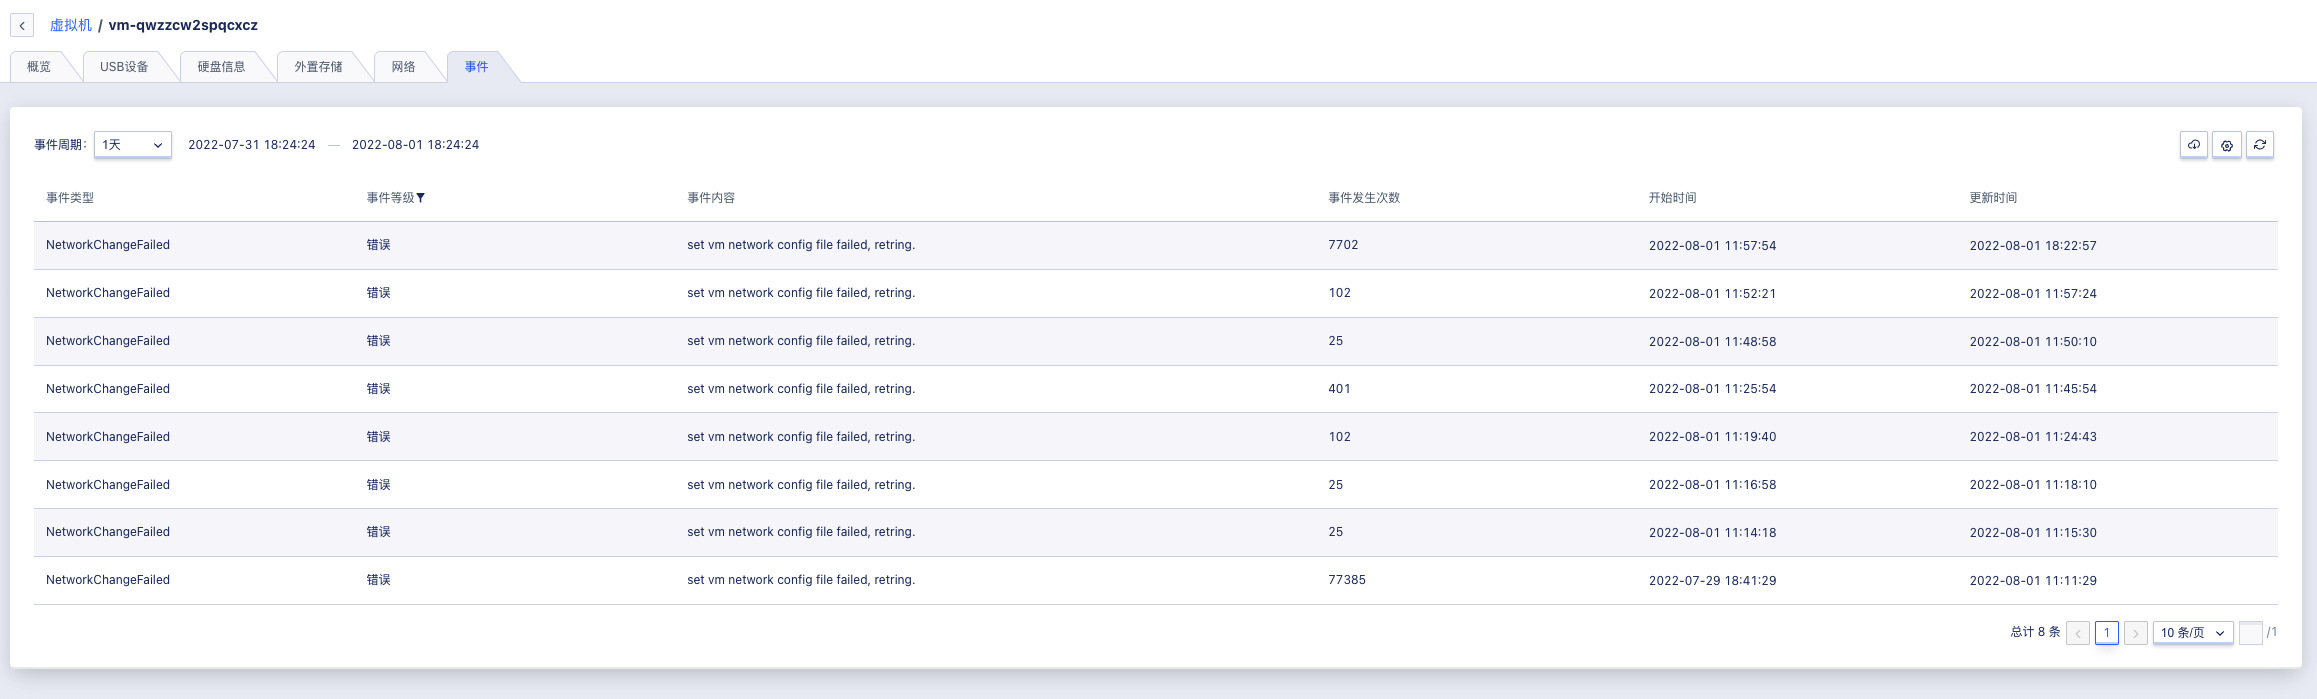 虚拟机 / vm-qwzzcw2spqcxcz
概览 USB设备 硬盘信息 外置存储 网络 事件
事件周期: 1天 2022-07-31 18:24:24 — 2022-08-01 18:24:24
事件类型 事件等级 事件内容 事件发生次数 开始时间 更新时间
NetworkChangeFailed 错误 set vm network config file failed, retring. 7702 2022-08-01 11:57:54 2022-08-01 18:22:57
NetworkChangeFailed 错误 set vm network config file failed, retring. 102 2022-08-01 11:52:21 2022-08-01 11:57:24
NetworkChangeFailed 错误 set vm network config file failed, retring. 25 2022-08-01 11:48:58 2022-08-01 11:50:10
NetworkChangeFailed 错误 set vm network config file failed, retring. 401 2022-08-01 11:25:54 2022-08-01 11:45:54
NetworkChangeFailed 错误 set vm network config file failed, retring. 102 2022-08-01 11:19:40 2022-08-01 11:24:43
NetworkChangeFailed 错误 set vm network config file failed, retring. 25 2022-08-01 11:16:58 2022-08-01 11:18:10
NetworkChangeFailed 错误 set vm network config file failed, retring. 25 2022-08-01 11:14:18 2022-08-01 11:15:30
NetworkChangeFailed 错误 set vm network config file failed, retring. 77385 2022-07-29 18:41:29 2022-08-01 11:11:29
总计 8 条 1 10 条/页 /1